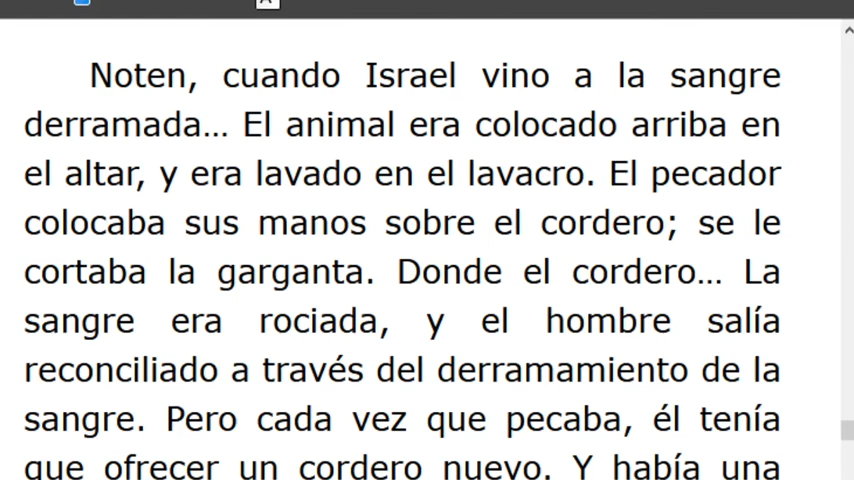 Noten, cuando Israel vino a la sangre
derramada... El animal era colocado arriba en
el altar, y era lavado en el lavacro. El pecador
colocaba sus manos sobre el cordero; se le
cortaba la garganta. Donde el cordero... La
sangre era rociada, y el hombre salía
reconciliado a través del derramamiento de la
sangre. Pero cada vez que pecaba, él tenía
que ofrecer un cordero nuevo. Y había una